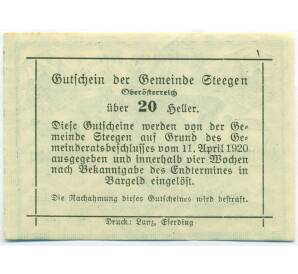 Gutschein der Gemeinde Steegen
Oberösterreich
über 20 Heller.
Diese Gutscheine werden von der Ge-
meinde Steegen auf Grund des Ge-
meinderatsbeschlusses vom 11. April 1920
ausgegeben und innerhalb vier Wochen
nach Bekanntgabe des Endtermines in
Bargeld eingelöst.
Die Nachahmung dieses Gutscheines wird bestraft.
Druck: Lanz, Eferding